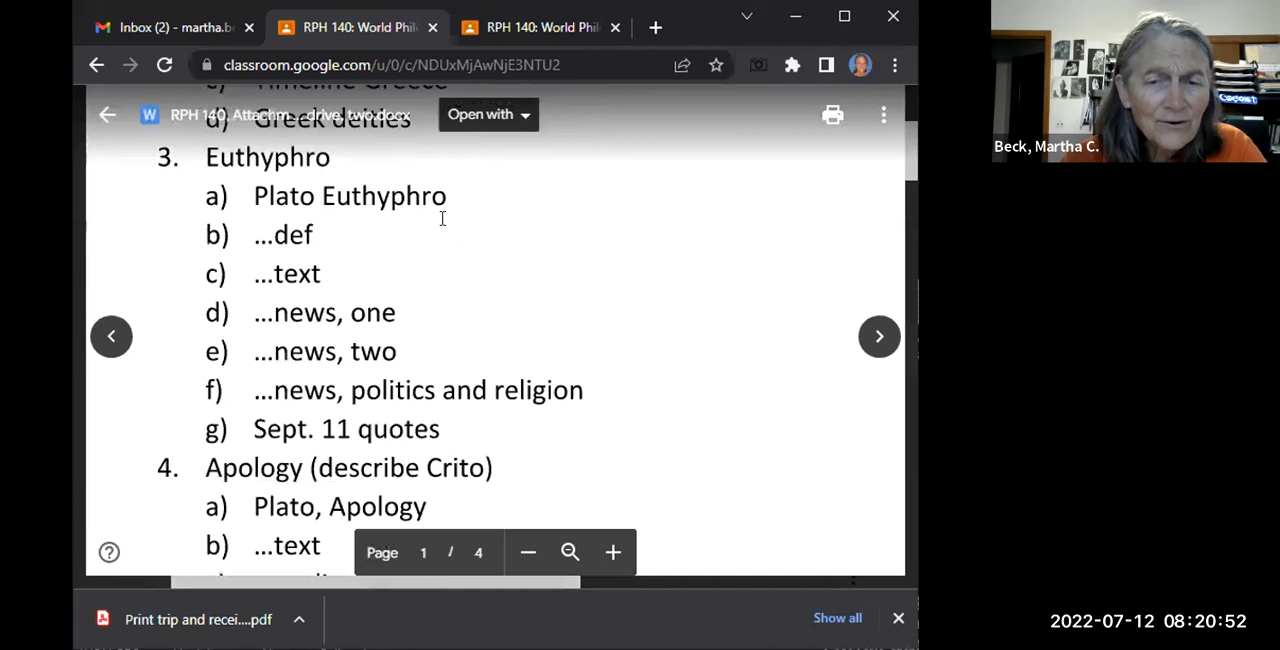 Inbox (2) - martha.b
RPH 140: World Phil
RPH 140: World Phil
classroom.google.com/u/0/c/NDUxMjAwNjE3NTU2
c) Timeline Greece
RPH 140, Attachm... drive, two.docx
Open with
d) Greek deities
3. Euthyphro
a) Plato Euthyphro
b) ...def
c) ...text
d) ...news, one
e) ...news, two
f) ...news, politics and religion
g) Sept. 11 quotes
4. Apology (describe Crito)
a) Plato, Apology
b) ...text
Page 1 / 4
Print trip and recei....pdf
Show all
Beck, Martha C.
2022-07-12 08:20:52